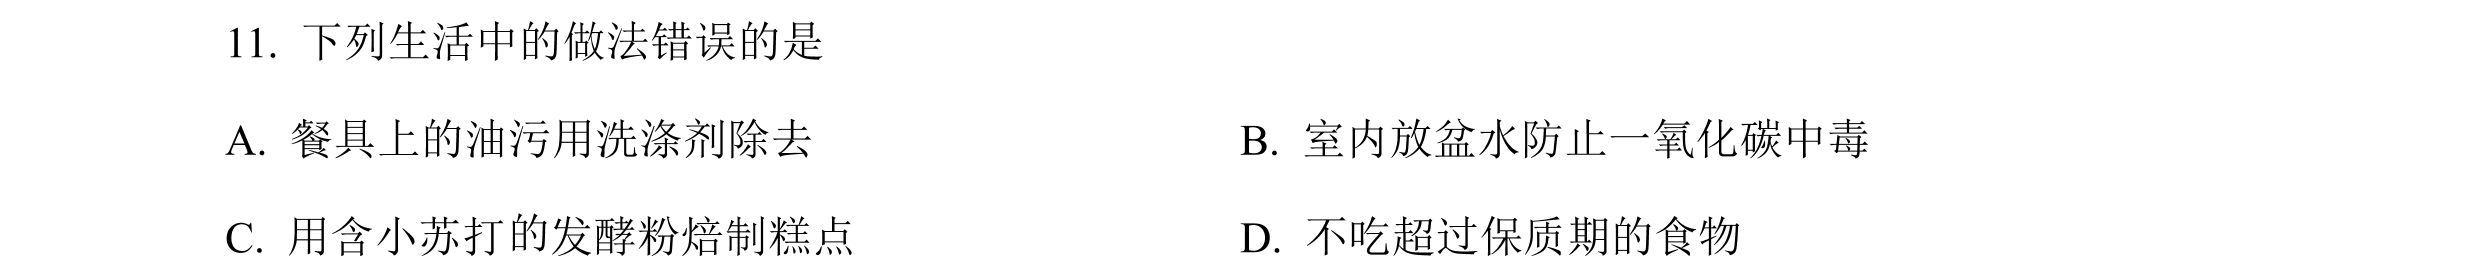 11. 下列生活中的做法错误的是
A. 餐具上的油污用洗涤剂除去 B. 室内放盆水防止一氧化碳中毒
C. 用含小苏打的发酵粉焙制糕点 D. 不吃超过保质期的食物